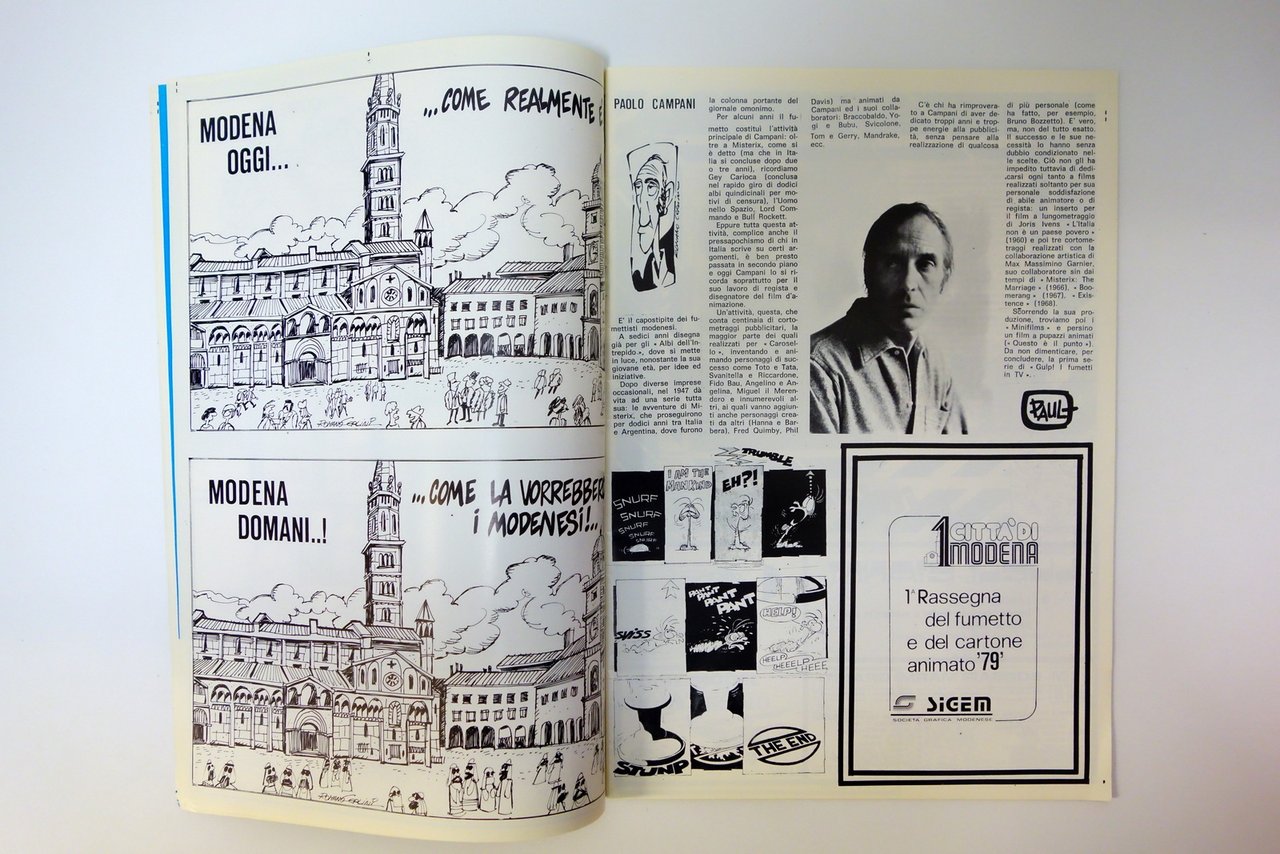 MODENA
OGGI...
...COME REALMENTE E
MODENA
DOMANI..!
...COME LA VORREBBER
i MODENESI!..
PAOLO CAMPANI
E' il capostipite dei fu-
mettisti modenesi.
A sedici anni disegna
già per gli « Albi dell'In-
trepido », dove si mette
in luce, nonostante la sua
giovane età, per idee ed
iniziative.
Dopo diverse imprese
occasionali, nel 1947 dà
vita ad una serie tutta
sua: le avventure di Mi-
sterix, che proseguirono
per dodici anni tra Italia
e Argentina, dove furono
la colonna portante del
giornale omonimo.
Per alcuni anni il fu-
metto costituì l'attività
principale di Campani: ol-
tre a Misterix, come si
è detto (ma che in Ita-
lia si concluse dopo due
o tre anni), ricordiamo
Gey Carioca (conclusa
nel rapido giro di dodici
albi quindicinali per mo-
tivi di censura), l'Uomo
nello Spazio, Lord Com-
mando e Bull Rockett.
Eppure tutta questa at-
tività, complice anche il
pressapochismo di chi in
Italia scrive su certi ar-
gomenti, è ben presto
passata in secondo piano
e oggi Campani lo si ri-
corda soprattutto per il
suo lavoro di regista e
disegnatore del film d'a-
nimazione.
Un'attività, questa, che
conta centinaia di corto-
metraggi pubblicitari, la
maggior parte dei quali
realizzati per « Carosel-
lo », inventando e ani-
mando personaggi di suc-
cesso come Toto e Tata,
Svanitella e Riccardone,
Fido Bau, Angelino e An-
gelina, Miguel il Meren-
dero e innumerevoli al-
tri, ai quali vanno aggiun-
ti anche personaggi crea-
ti da altri (Hanna e Bar-
bera), Fred Quimby, Phil
Davis) ma animati da
Campani ed i suoi colla-
boratori: Braccobaldo, Yo-
gi e Bubu, Svicolone,
Tom e Gerry, Mandrake,
ecc.
C'è chi ha rimprovera-
to a Campani di aver de-
dicato troppi anni e trop-
pe energie alla pubblici-
tà, senza pensare alla
realizzazione di qualcosa
di più personale (come
ha fatto, per esempio,
Bruno Bozzetto). E' vero,
ma, non del tutto esatto.
Il successo e le sue ne-
cessità lo hanno senza
dubbio condizionato nel-
le scelte. Ciò non gli ha
impedito tuttavia di dedi-
carsi ogni tanto a films
realizzati soltanto per sua
personale soddisfazione
di abile animatore o di
regista: un inserto per
il film a lungometraggio
di Joris Ivens « L'Italia
non è un paese povero »
(1960) e poi tre cortome-
traggi realizzati con la
collaborazione artistica di
Max Massimino Garnier,
suo collaboratore sin dai
tempi di « Misterix: The
Marriage » (1966), « Boo-
merang » (1967), « Exis-
tence » (1968).
Scorrendo la sua pro-
duzione, troviamo poi i
« Minifilms » e persino
un film a pupazzi animati
(« Questo è il punto »).
Da non dimenticare, per
concludere, la prima se-
rie di « Gulp! I fumetti
in TV ».
PAUL
TRUMBLE
SNURF
SNURF
SNURF
SNURF
I AM THE
MANKIND
EH?!
SWISS
PANT PANT
PANT PANT
HELP!
HEELP
HEEELP HEEE
STUNP
THE END
1 CITTA' DI
MODENA
1ª Rassegna
del fumetto
e del cartone
animato '79'
SIGEM
SOCIETA GRAFICA MODENESE